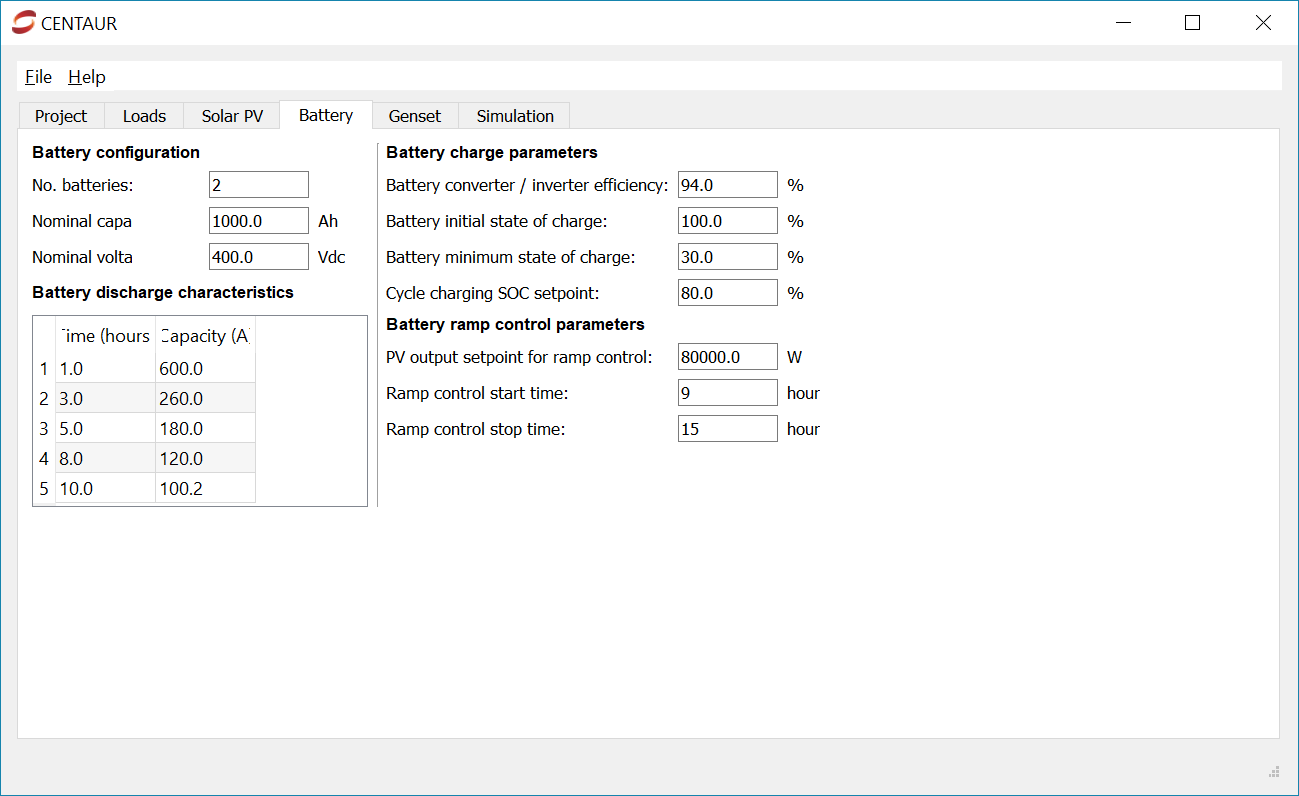 CENTAUR
File Help
Project Loads Solar PV Battery Genset Simulation
Battery configuration
No. batteries: 2
Nominal capa 1000.0 Ah
Nominal volta 400.0 Vdc
Battery discharge characteristics
Time (hours Capacity (A
1 1.0 600.0
2 3.0 260.0
3 5.0 180.0
4 8.0 120.0
5 10.0 100.2
Battery charge parameters
Battery converter / inverter efficiency: 94.0 %
Battery initial state of charge: 100.0 %
Battery minimum state of charge: 30.0 %
Cycle charging SOC setpoint: 80.0 %
Battery ramp control parameters
PV output setpoint for ramp control: 80000.0 W
Ramp control start time: 9 hour
Ramp control stop time: 15 hour